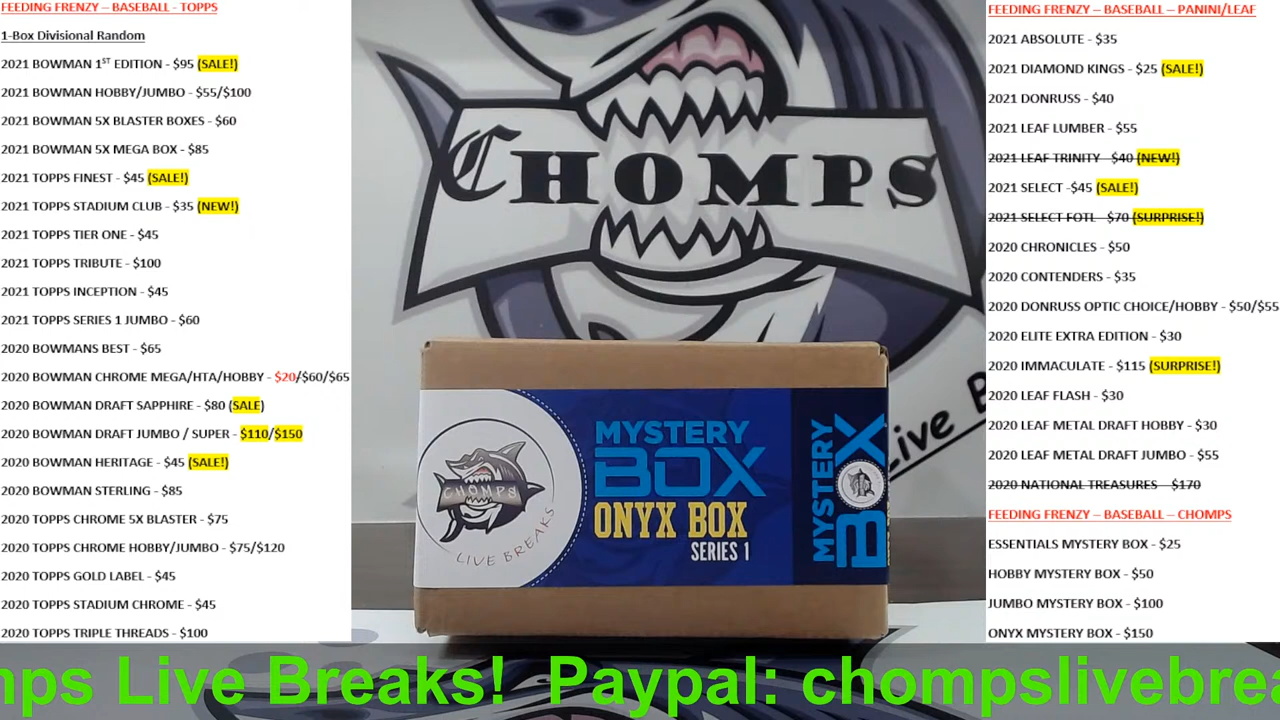 FEEDING FRENZY – BASEBALL - TOPPS
1-Box Divisional Random
2021 BOWMAN 1ST EDITION - $95 (SALE!)
2021 BOWMAN HOBBY/JUMBO - $55/$100
2021 BOWMAN 5X BLASTER BOXES - $60
2021 BOWMAN 5X MEGA BOX - $85
2021 TOPPS FINEST - $45 (SALE!)
2021 TOPPS STADIUM CLUB - $35 (NEW!)
2021 TOPPS TIER ONE - $45
2021 TOPPS TRIBUTE - $100
2021 TOPPS INCEPTION - $45
2021 TOPPS SERIES 1 JUMBO - $60
2020 BOWMANS BEST - $65
2020 BOWMAN CHROME MEGA/HTA/HOBBY - $20/$60/$65
2020 BOWMAN DRAFT SAPPHIRE - $80 (SALE)
2020 BOWMAN DRAFT JUMBO / SUPER - $110/$150
2020 BOWMAN HERITAGE - $45 (SALE!)
2020 BOWMAN STERLING - $85
2020 TOPPS CHROME 5X BLASTER - $75
2020 TOPPS CHROME HOBBY/JUMBO - $75/$120
2020 TOPPS GOLD LABEL - $45
2020 TOPPS STADIUM CHROME - $45
2020 TOPPS TRIPLE THREADS - $100
CHOMPS
Live B
CHOMPS
LIVE BREAKS
MYSTERY
BOX
ONYX BOX
SERIES 1
MYSTERY
BOX
CHOMPS
FEEDING FRENZY – BASEBALL – PANINI/LEAF
2021 ABSOLUTE - $35
2021 DIAMOND KINGS - $25 (SALE!)
2021 DONRUSS - $40
2021 LEAF LUMBER - $55
2021 LEAF TRINITY - $40 (NEW!)
2021 SELECT -$45 (SALE!)
2021 SELECT FOTL - $70 (SURPRISE!)
2020 CHRONICLES - $50
2020 CONTENDERS - $35
2020 DONRUSS OPTIC CHOICE/HOBBY - $50/$55
2020 ELITE EXTRA EDITION - $30
2020 IMMACULATE - $115 (SURPRISE!)
2020 LEAF FLASH - $30
2020 LEAF METAL DRAFT HOBBY - $30
2020 LEAF METAL DRAFT JUMBO - $55
2020 NATIONAL TREASURES - $170
FEEDING FRENZY – BASEBALL – CHOMPS
ESSENTIALS MYSTERY BOX - $25
HOBBY MYSTERY BOX - $50
JUMBO MYSTERY BOX - $100
ONYX MYSTERY BOX - $150
mps Live Breaks! Paypal: chompslivebrea